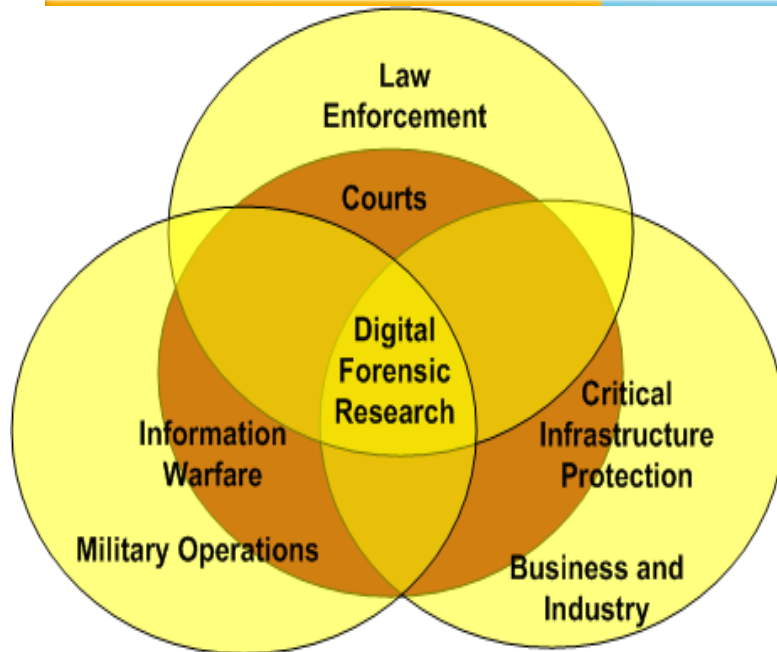 Law
Enforcement
Courts
Digital
Forensic
Research
Information
Warfare
Critical
Infrastructure
Protection
Military Operations
Business and
Industry